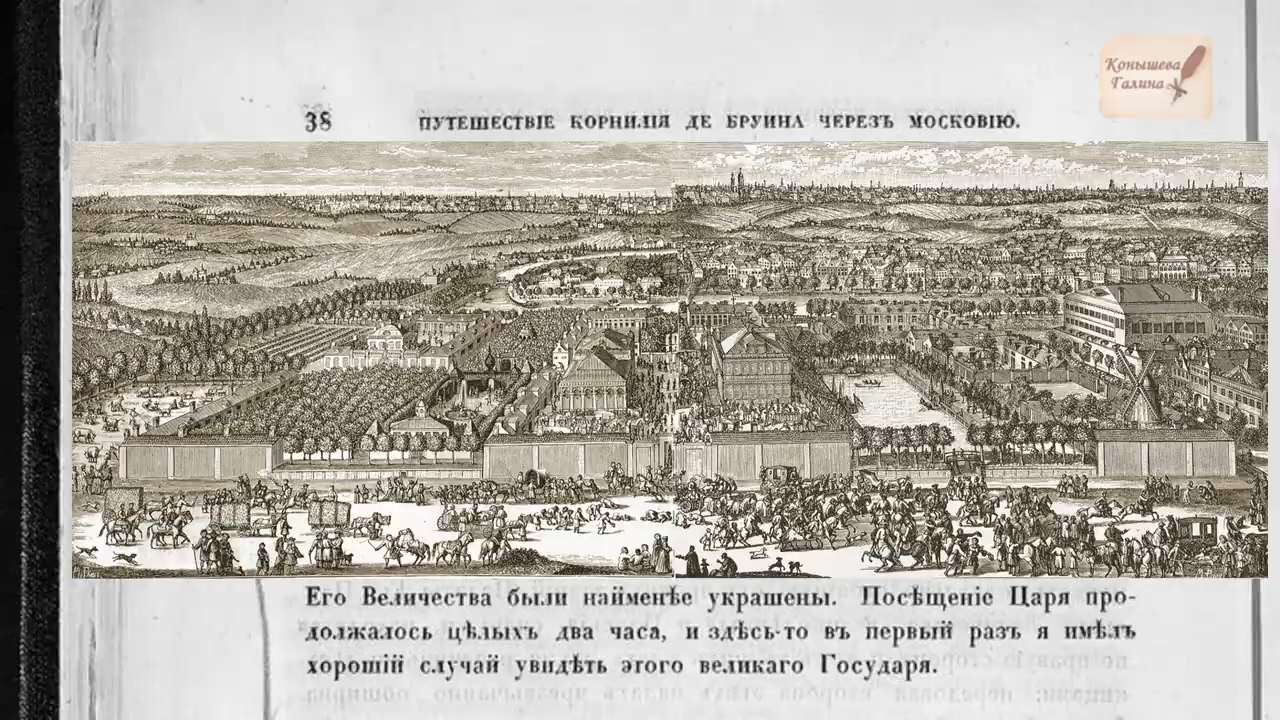 Конышева
Галина
38 ПУТЕШЕСТВІЕ КОРНИЛІЯ ДЕ БРУИНА ЧЕРЕЗЪ МОСКОВІЮ.
Его Величества были найменѣе украшены. Посѣщеніе Царя про-
должалось цѣлыхъ два часа, и здѣсь-то въ первый разъ я имѣлъ
хорошій случай увидѣть этого великаго Государя.